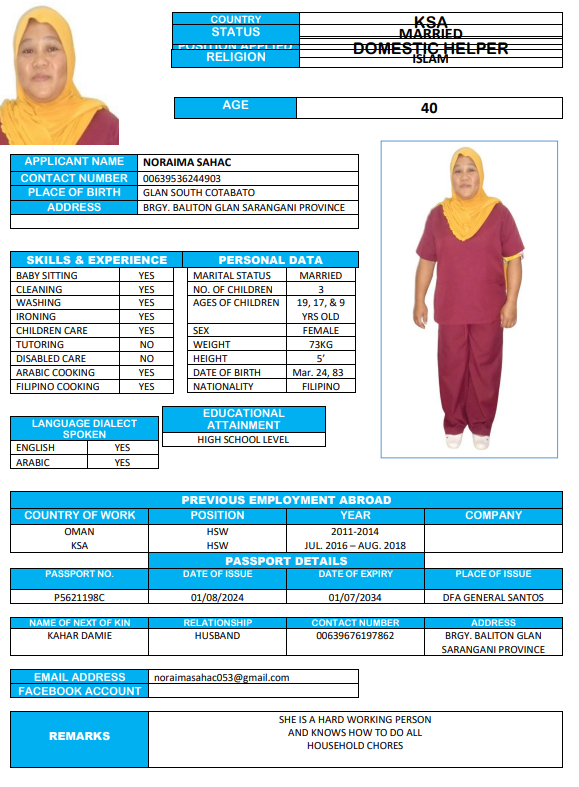 COUNTRY KSA
STATUS MARRIED
POSITION APPLIED DOMESTIC HELPER
RELIGION ISLAM
AGE 40
APPLICANT NAME NORAIMA SAHAC
CONTACT NUMBER 00639536244903
PLACE OF BIRTH GLAN SOUTH COTABATO
ADDRESS BRGY. BALITON GLAN SARANGANI PROVINCE
SKILLS & EXPERIENCE PERSONAL DATA
BABY SITTING YES MARITAL STATUS MARRIED
CLEANING YES NO. OF CHILDREN 3
WASHING YES AGES OF CHILDREN 19, 17, & 9
IRONING YES YRS OLD
CHILDREN CARE YES SEX FEMALE
TUTORING NO WEIGHT 73KG
DISABLED CARE NO HEIGHT 5'
ARABIC COOKING YES DATE OF BIRTH Mar. 24, 83
FILIPINO COOKING YES NATIONALITY FILIPINO
LANGUAGE DIALECT
SPOKEN
ENGLISH YES
ARABIC YES
EDUCATIONAL
ATTAINMENT
HIGH SCHOOL LEVEL
PREVIOUS EMPLOYMENT ABROAD
COUNTRY OF WORK POSITION YEAR COMPANY
OMAN HSW 2011-2014
KSA HSW JUL. 2016 – AUG. 2018
PASSPORT DETAILS
PASSPORT NO. DATE OF ISSUE DATE OF EXPIRY PLACE OF ISSUE
P5621198C 01/08/2024 01/07/2034 DFA GENERAL SANTOS
NAME OF NEXT OF KIN RELATIONSHIP CONTACT NUMBER ADDRESS
KAHAR DAMIE HUSBAND 00639676197862 BRGY. BALITON GLAN
SARANGANI PROVINCE
EMAIL ADDRESS noraimasahac053@gmail.com
FACEBOOK ACCOUNT
REMARKS
SHE IS A HARD WORKING PERSON
AND KNOWS HOW TO DO ALL
HOUSEHOLD CHORES